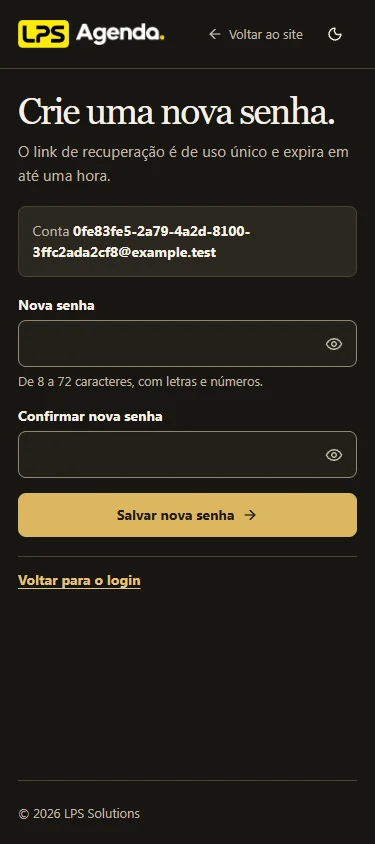 LPS Agenda.
Voltar ao site
Crie uma nova senha.
O link de recuperação é de uso único e expira em
até uma hora.
Conta 0fe83fe5-2a79-4a2d-8100-
3ffc2ada2cf8@example.test
Nova senha
De 8 a 72 caracteres, com letras e números.
Confirmar nova senha
Salvar nova senha
Voltar para o login
© 2026 LPS Solutions